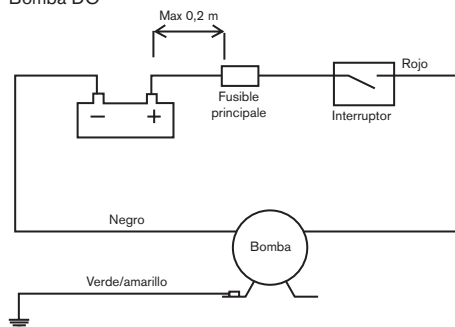 Bomba DC
Max 0,2 m
Rojo
Fusible
principale
Interruptor
− +
Negro
Bomba
Verde/amarillo